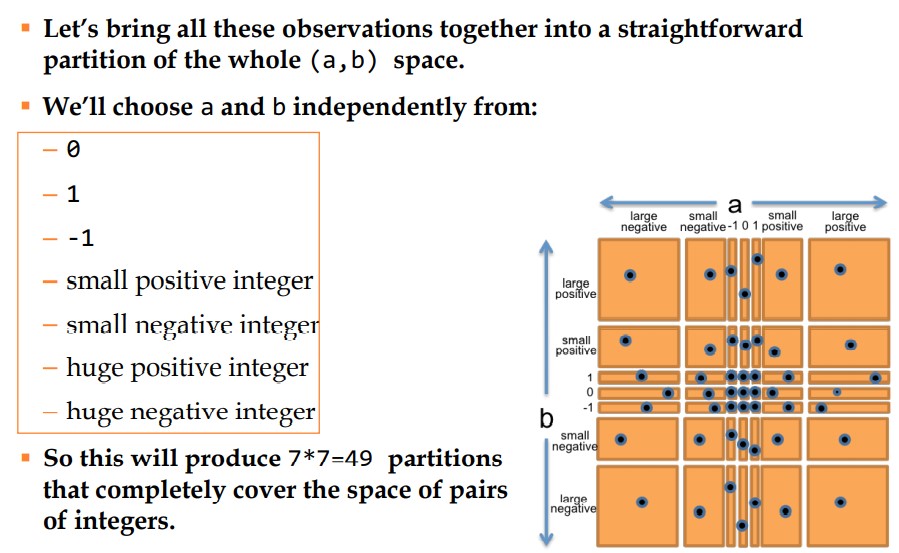 Let's bring all these observations together into a straightforward
partition of the whole (a,b) space.
We'll choose a and b independently from:
– 0
– 1
– -1
– small positive integer
– small negative integer
– huge positive integer
– huge negative integer
So this will produce 7*7=49 partitions
that completely cover the space of pairs
of integers.
a
large negative
small negative
-1 0 1
small positive
large positive
b
large positive
small positive
1
0
-1
small negative
large negative